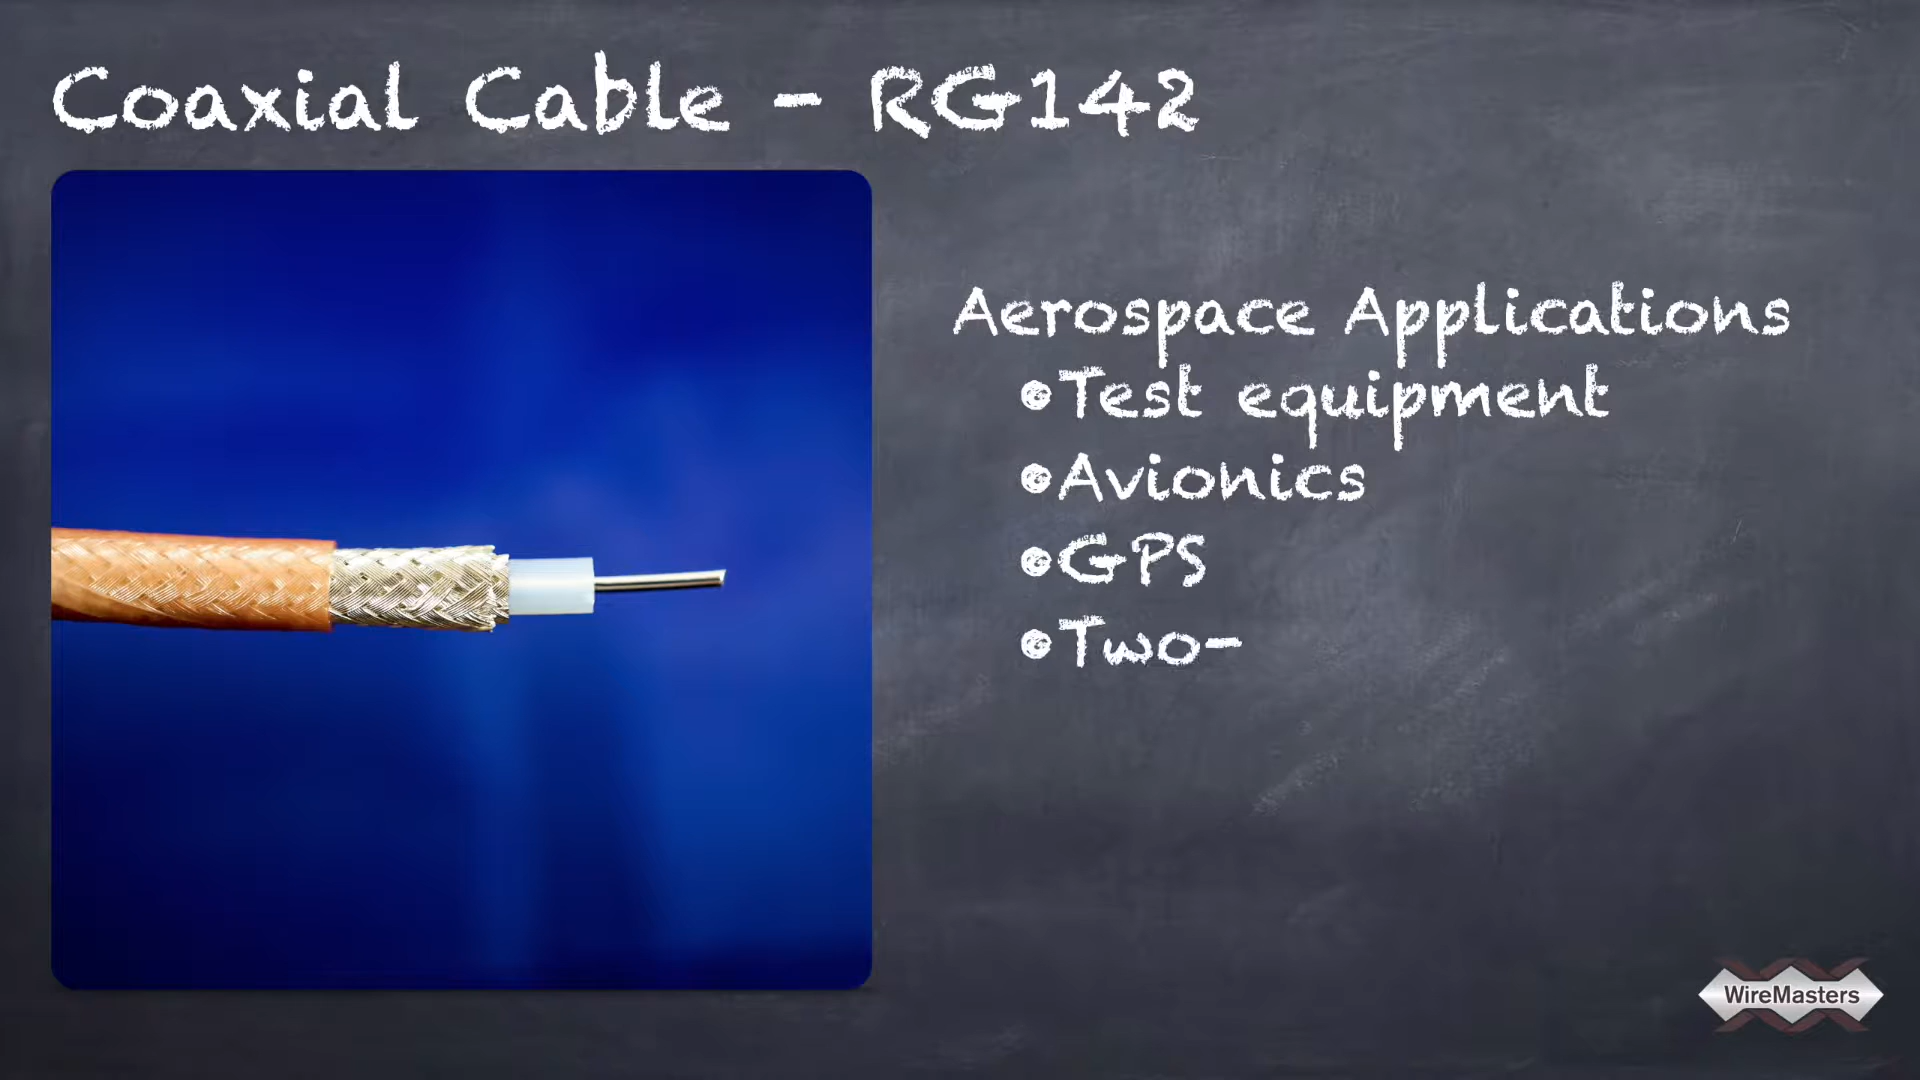 Coaxial Cable - RG142
Aerospace Applications
•Test equipment
•Avionics
•GPS
•Two-
WireMasters